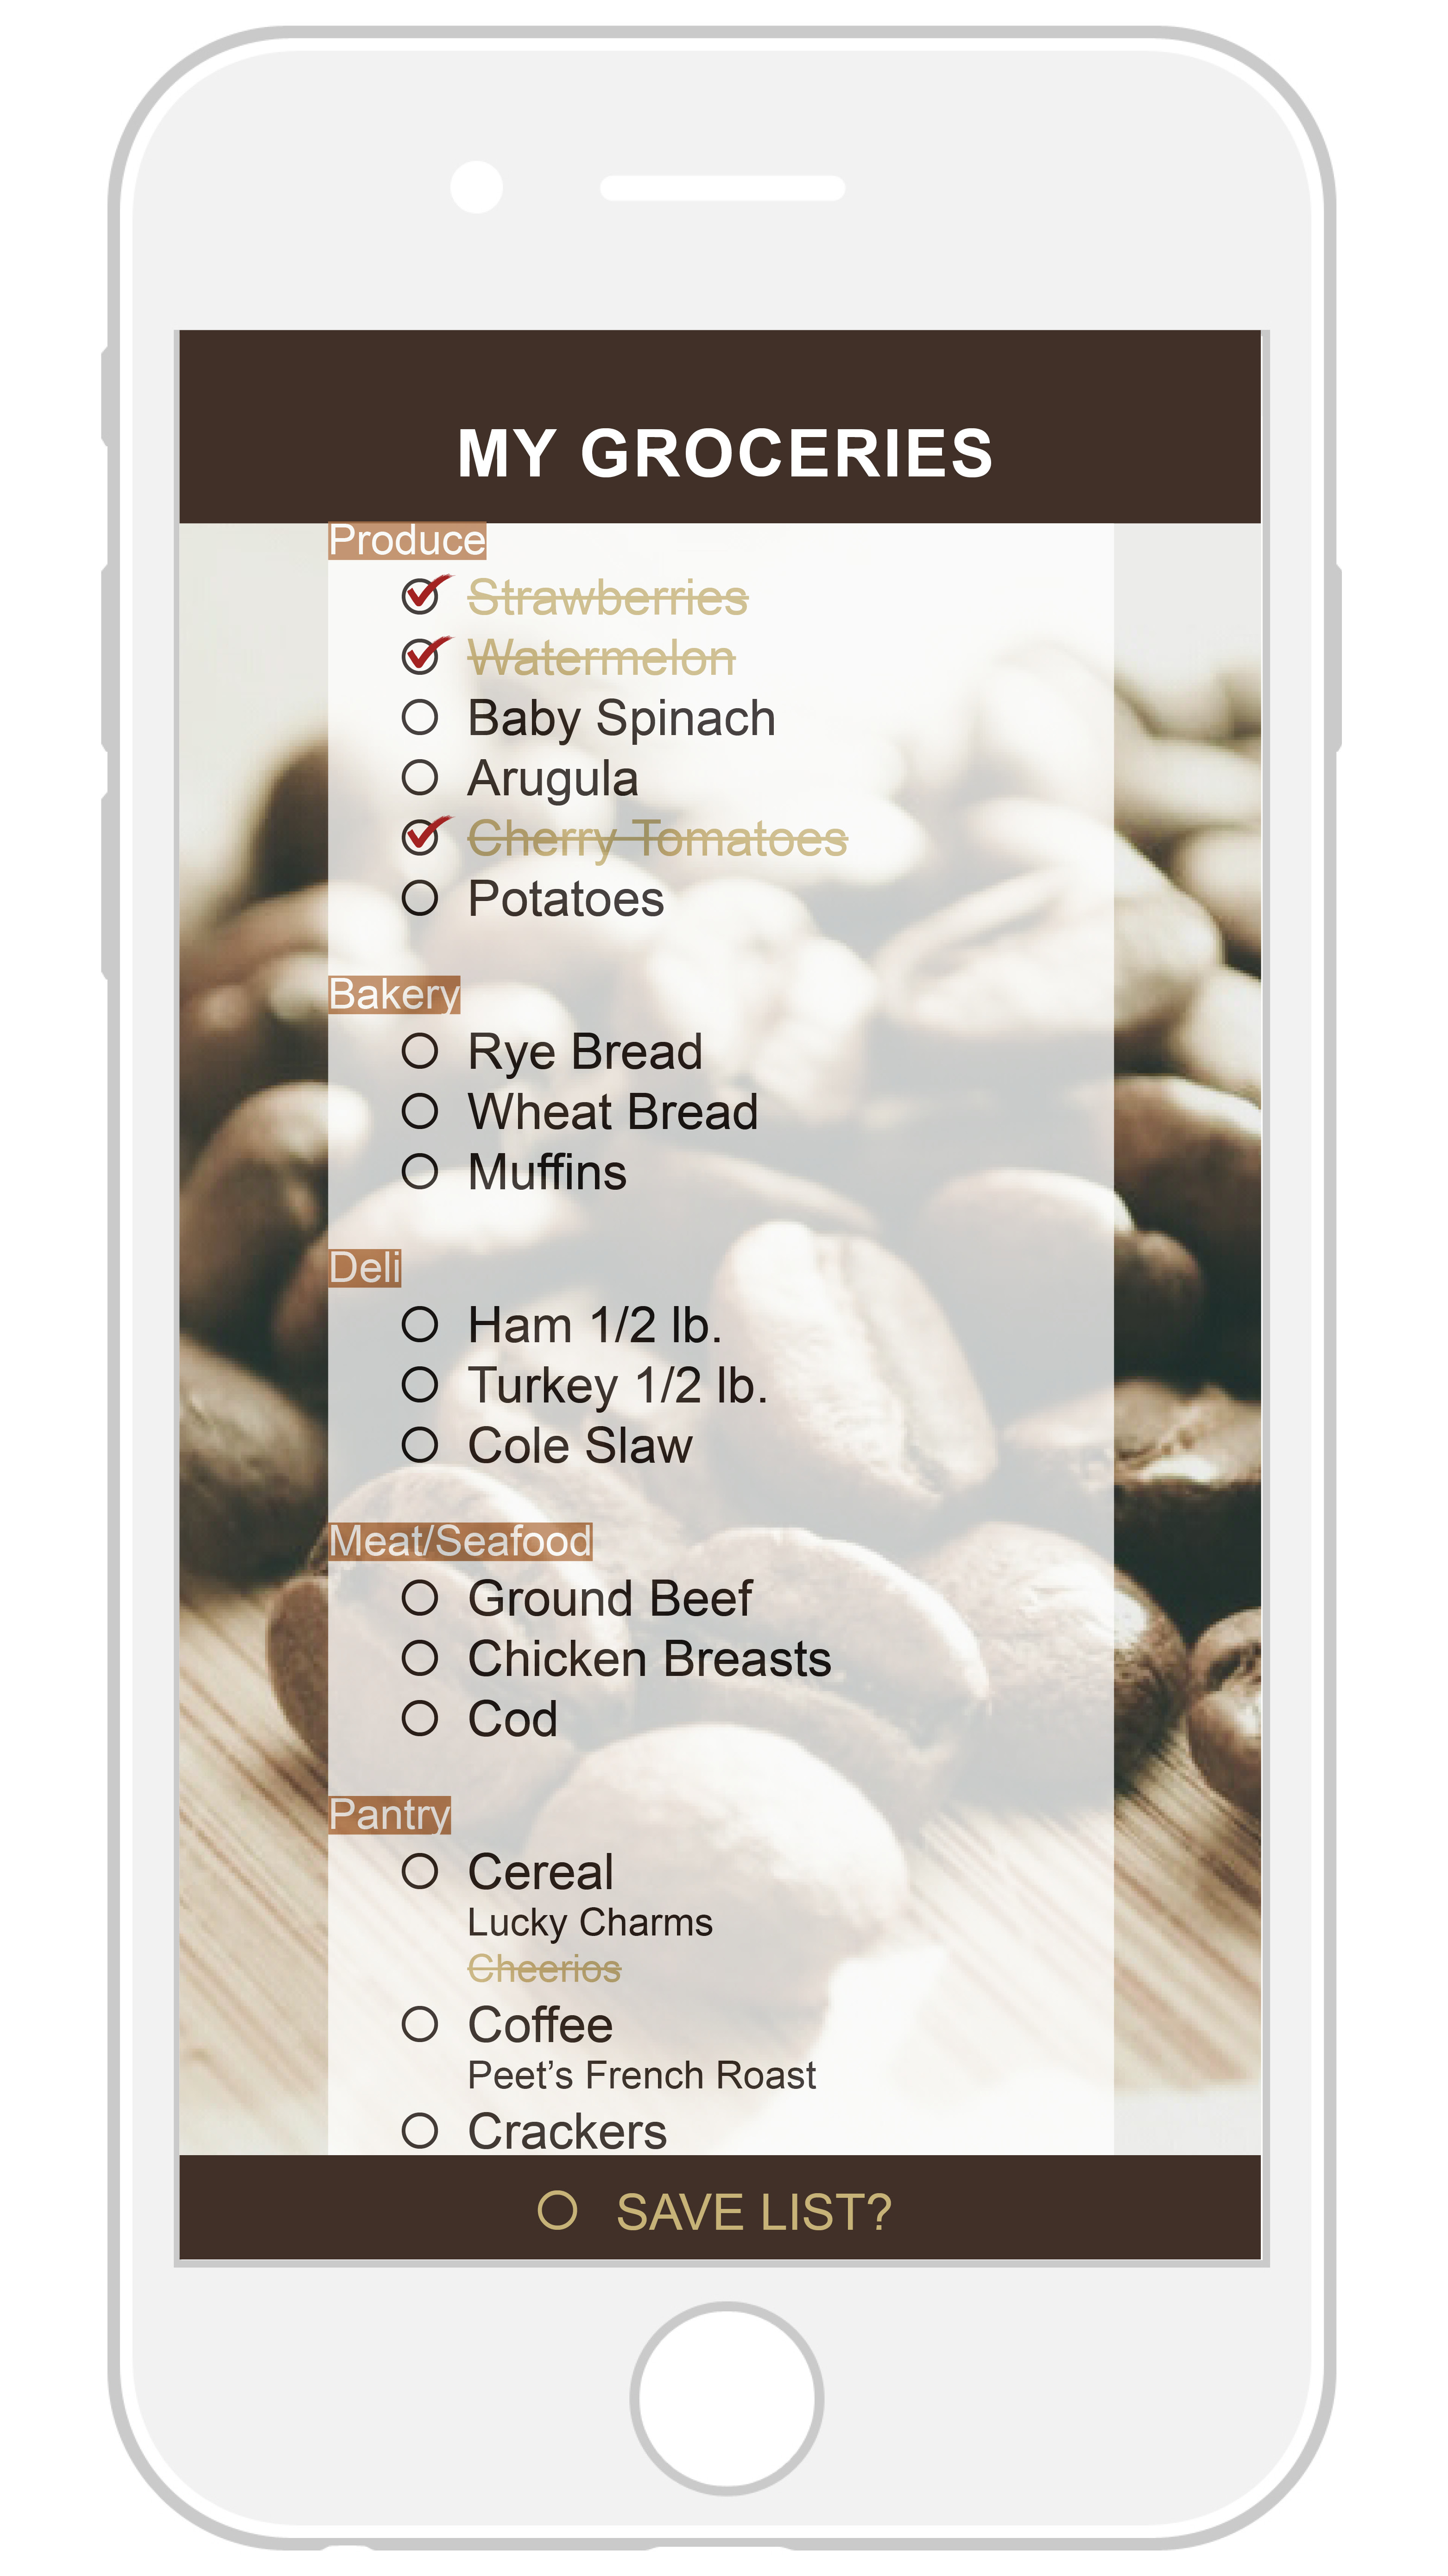 MY GROCERIES
Produce
Strawberries
Watermelon
Baby Spinach
Arugula
Cherry Tomatoes
Potatoes
Bakery
Rye Bread
Wheat Bread
Muffins
Deli
Ham 1/2 lb.
Turkey 1/2 lb.
Cole Slaw
Meat/Seafood
Ground Beef
Chicken Breasts
Cod
Pantry
Cereal
Lucky Charms
Cheerios
Coffee
Peet’s French Roast
Crackers
SAVE LIST?